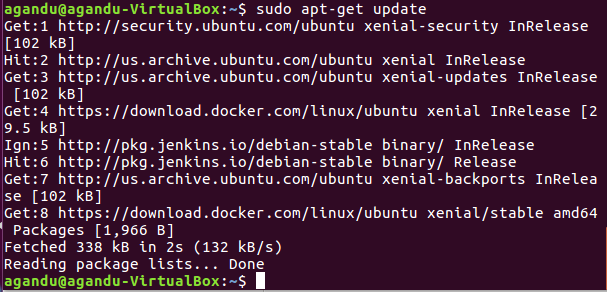 agandu@agandu-VirtualBox:~$ sudo apt-get update
Get:1 http://security.ubuntu.com/ubuntu xenial-security InRelease
[102 kB]
Hit:2 http://us.archive.ubuntu.com/ubuntu xenial InRelease
Get:3 http://us.archive.ubuntu.com/ubuntu xenial-updates InRelease
[102 kB]
Get:4 https://download.docker.com/linux/ubuntu xenial InRelease [2
9.5 kB]
Ign:5 http://pkg.jenkins.io/debian-stable binary/ InRelease
Hit:6 http://pkg.jenkins.io/debian-stable binary/ Release
Get:7 http://us.archive.ubuntu.com/ubuntu xenial-backports InRelea
se [102 kB]
Get:8 https://download.docker.com/linux/ubuntu xenial/stable amd64
Packages [1,966 B]
Fetched 338 kB in 2s (132 kB/s)
Reading package lists... Done
agandu@agandu-VirtualBox:~$